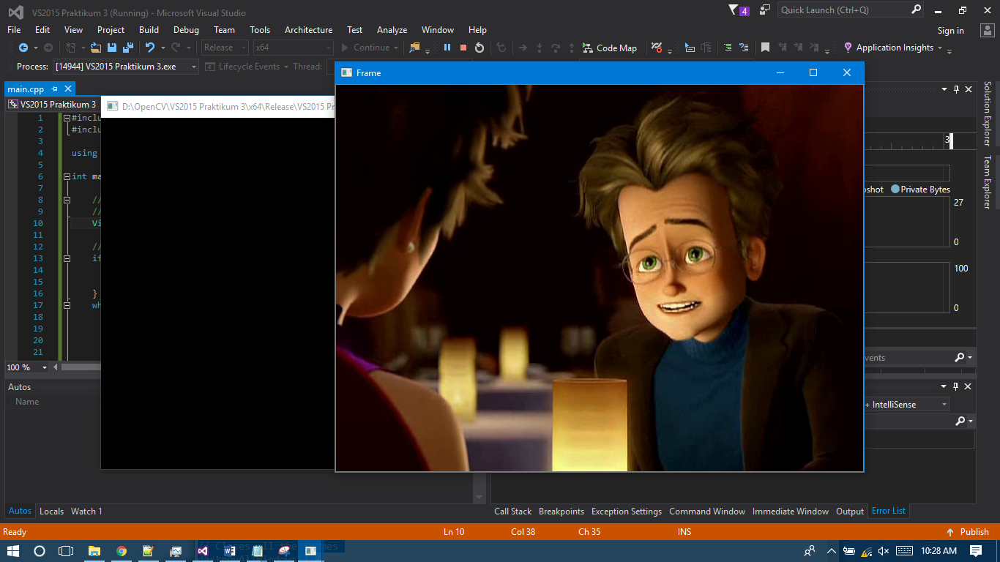 VS2015 Praktikum 3 (Running) - Microsoft Visual Studio
4
Quick Launch (Ctrl+Q)
File Edit View Project Build Debug Team Tools Architecture Test Analyze Window Help
Sign in
Release x64 Continue Code Map Application Insights
Process: [14944] VS2015 Praktikum 3.exe Lifecycle Events Thread:
Frame
main.cpp
VS2015 Praktikum 3
D:\OpenCV\VS2015 Praktikum 3\x64\Release\VS2015 Pr
1 #inclu
2 #inclu
3
4 using
5
6 int ma
7
8 //
9 //
10 Vi
11
12 //
13 if
14
15
16 }
17 wh
18
19
20
21
100 %
Solution Explorer
Team Explorer
3
pshot Private Bytes
27
0
100
0
vents
+ IntelliSense
Autos
Name
Autos Locals Watch 1
Call Stack Breakpoints Exception Settings Command Window Immediate Window Output Error List
Ready Ln 10 Col 38 Ch 35 INS Publish
10:28 AM